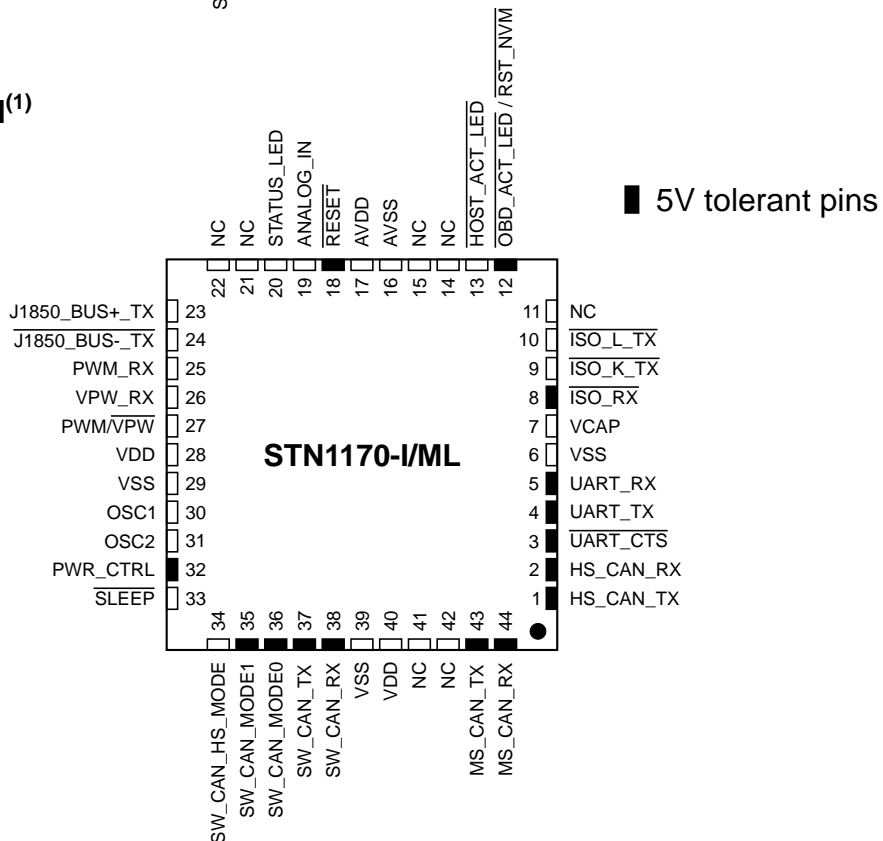 (1)
5V tolerant pins
NC
NC
STATUS_LED
ANALOG_IN
RESET
AVDD
AVSS
NC
NC
HOST_ACT_LED
OBD_ACT_LED / RST_NVM
22
21
20
19
18
17
16
15
14
13
12
J1850_BUS+_TX 23
J1850_BUS-_TX 24
PWM_RX 25
VPW_RX 26
PWM/VPW 27
VDD 28
VSS 29
OSC1 30
OSC2 31
PWR_CTRL 32
SLEEP 33
STN1170-I/ML
11 NC
10 ISO_L_TX
9 ISO_K_TX
8 ISO_RX
7 VCAP
6 VSS
5 UART_RX
4 UART_TX
3 UART_CTS
2 HS_CAN_RX
1 HS_CAN_TX
34
35
36
37
38
39
40
41
42
43
44
SW_CAN_HS_MODE
SW_CAN_MODE1
SW_CAN_MODE0
SW_CAN_TX
SW_CAN_RX
VSS
VDD
NC
NC
MS_CAN_TX
MS_CAN_RX